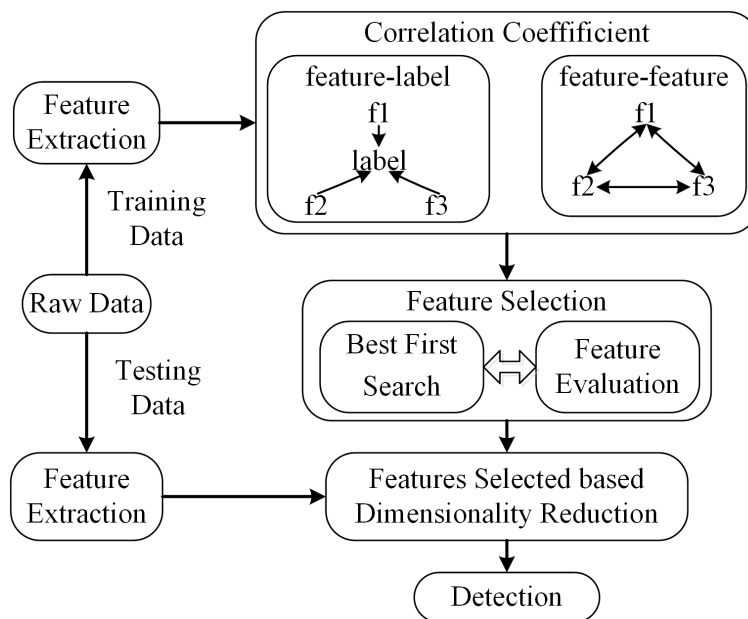 Correlation Coeffificient
feature-label
f1
label
f2
f3
feature-feature
f1
f2
f3
Feature
Extraction
Training
Data
Raw Data
Testing
Data
Feature
Extraction
Feature Selection
Best First
Search
Feature
Evaluation
Features Selected based
Dimensionality Reduction
Detection